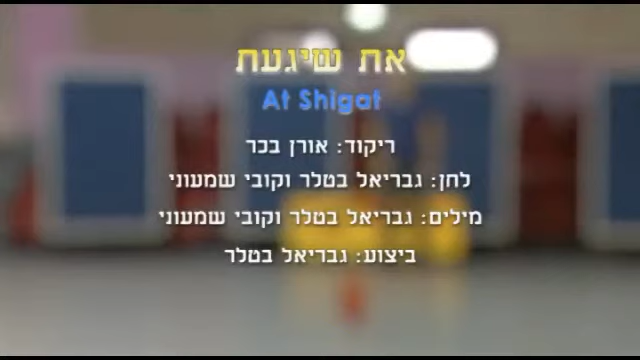 את שיגעת
At Shigat
ריקוד: אורן בכר
לחן: גבריאל בטלר וקובי שמעוני
מילים: גבריאל בטלר וקובי שמעוני
ביצוע: גבריאל בטלר